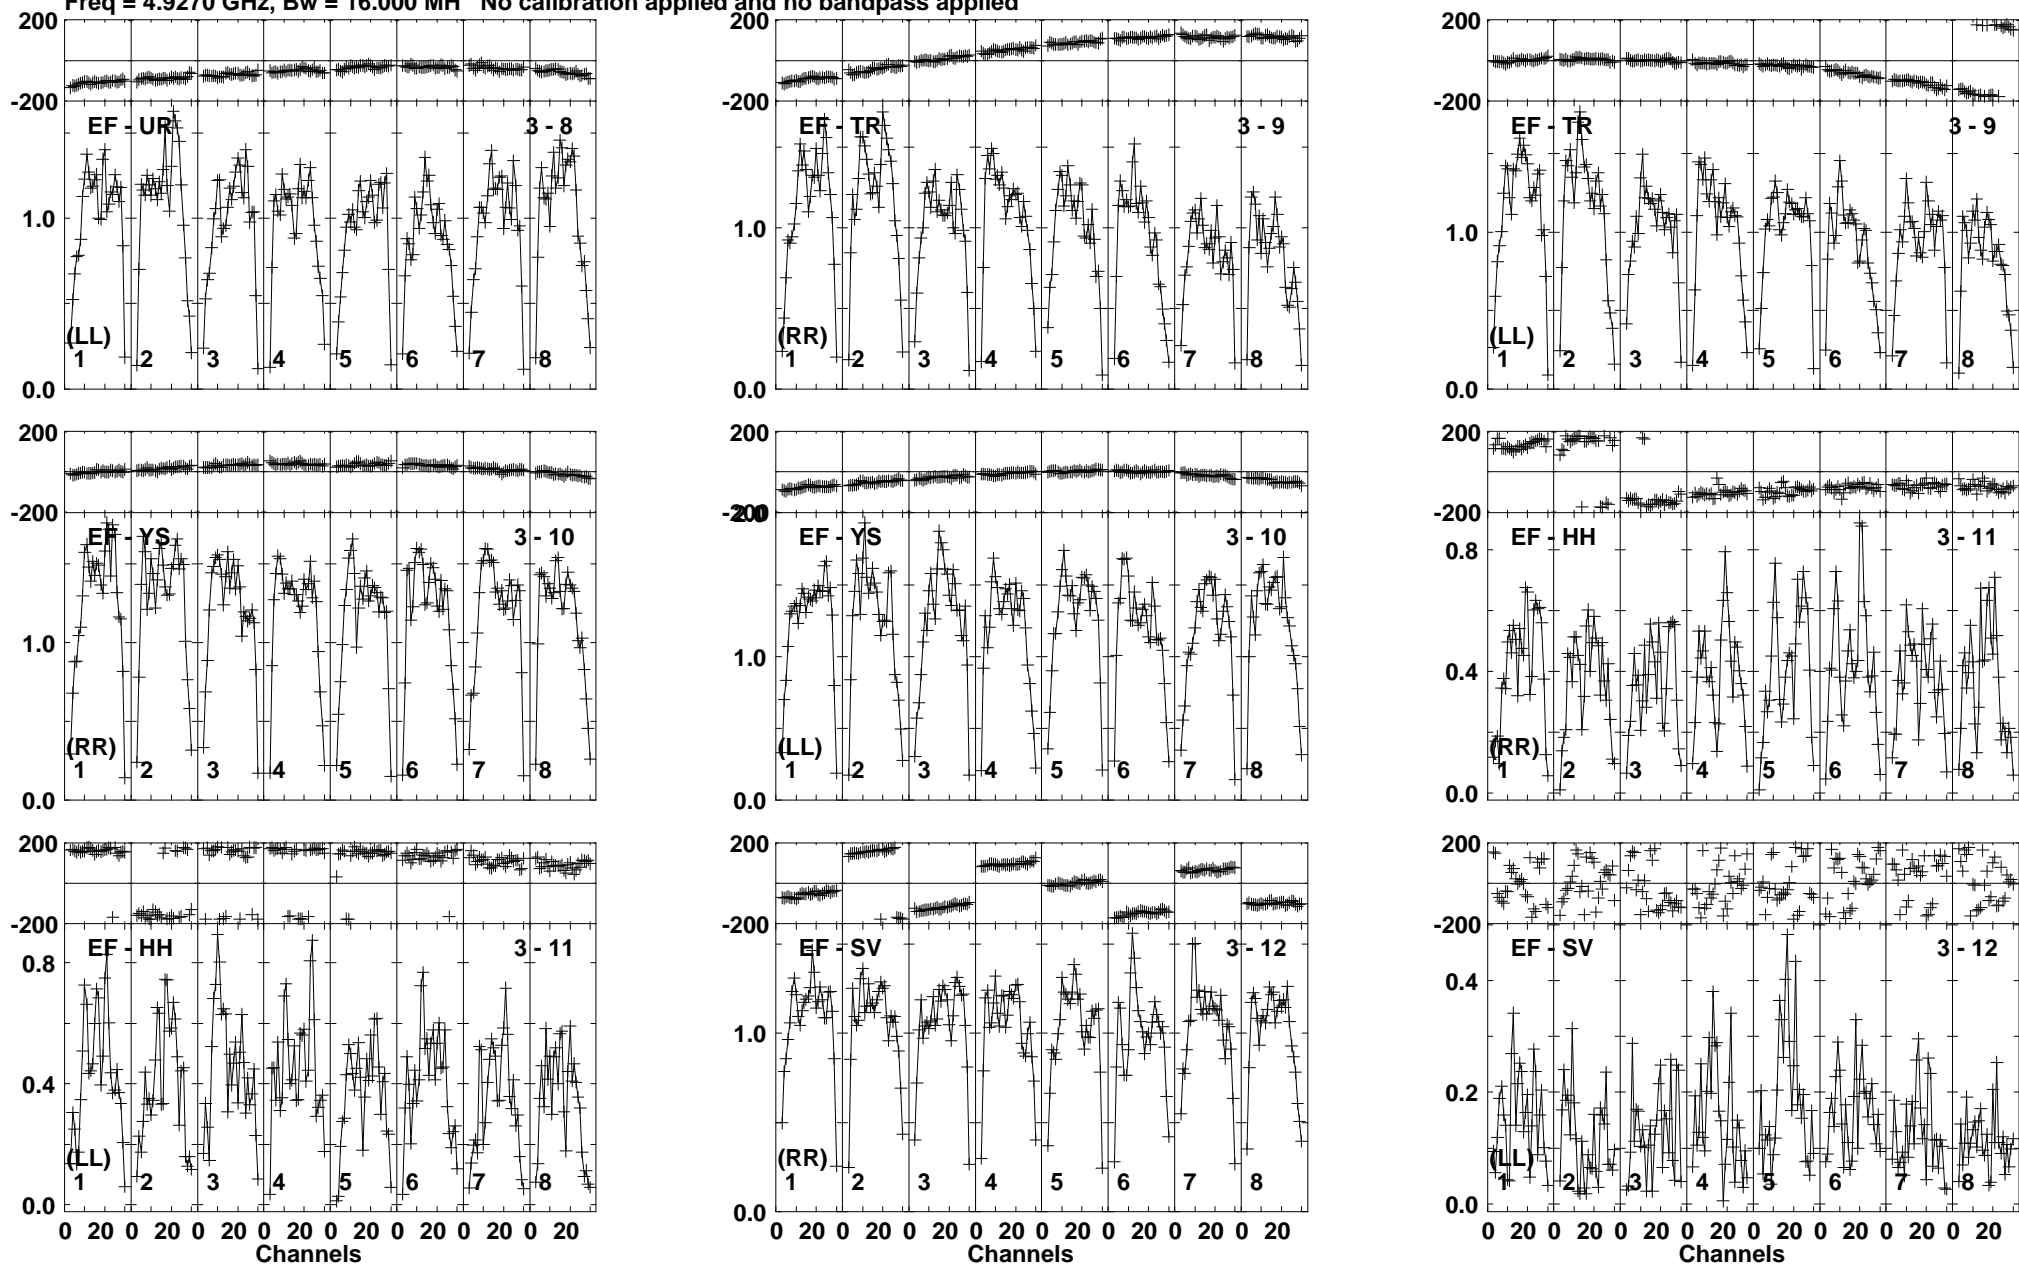 Freq = 4.9270 GHz, Bw = 16.000 MH No calibration applied and no bandpass applied
200
-200
EF - UR 3 - 8
1.0
(LL)
1 2 3 4 5 6 7 8
0.0
200
-200
EF - TR 3 - 9
1.0
(RR)
1 2 3 4 5 6 7 8
0.0
200
-200
EF - TR 3 - 9
1.0
(LL)
1 2 3 4 5 6 7 8
0.0
200
-200
EF - YS 3 - 10
1.0
(RR)
1 2 3 4 5 6 7 8
0.0
200
-200
2.0
EF - YS 3 - 10
1.0
(LL)
1 2 3 4 5 6 7 8
0.0
200
-200
EF - HH 3 - 11
0.8
0.4
(RR)
1 2 3 4 5 6 7 8
0.0
200
-200
EF - HH 3 - 11
0.8
0.4
(LL)
1 2 3 4 5 6 7 8
0.0
0 20 0 20 0 20 0 20 0 20 0 20 0 20 0 20
Channels
200
-200
EF - SV 3 - 12
1.0
(RR)
1 2 3 4 5 6 7 8
0.0
0 20 0 20 0 20 0 20 0 20 0 20 0 20 0 20
Channels
200
-200
EF - SV 3 - 12
0.4
0.2
(LL)
1 2 3 4 5 6 7 8
0.0
0 20 0 20 0 20 0 20 0 20 0 20 0 20 0 20
Channels